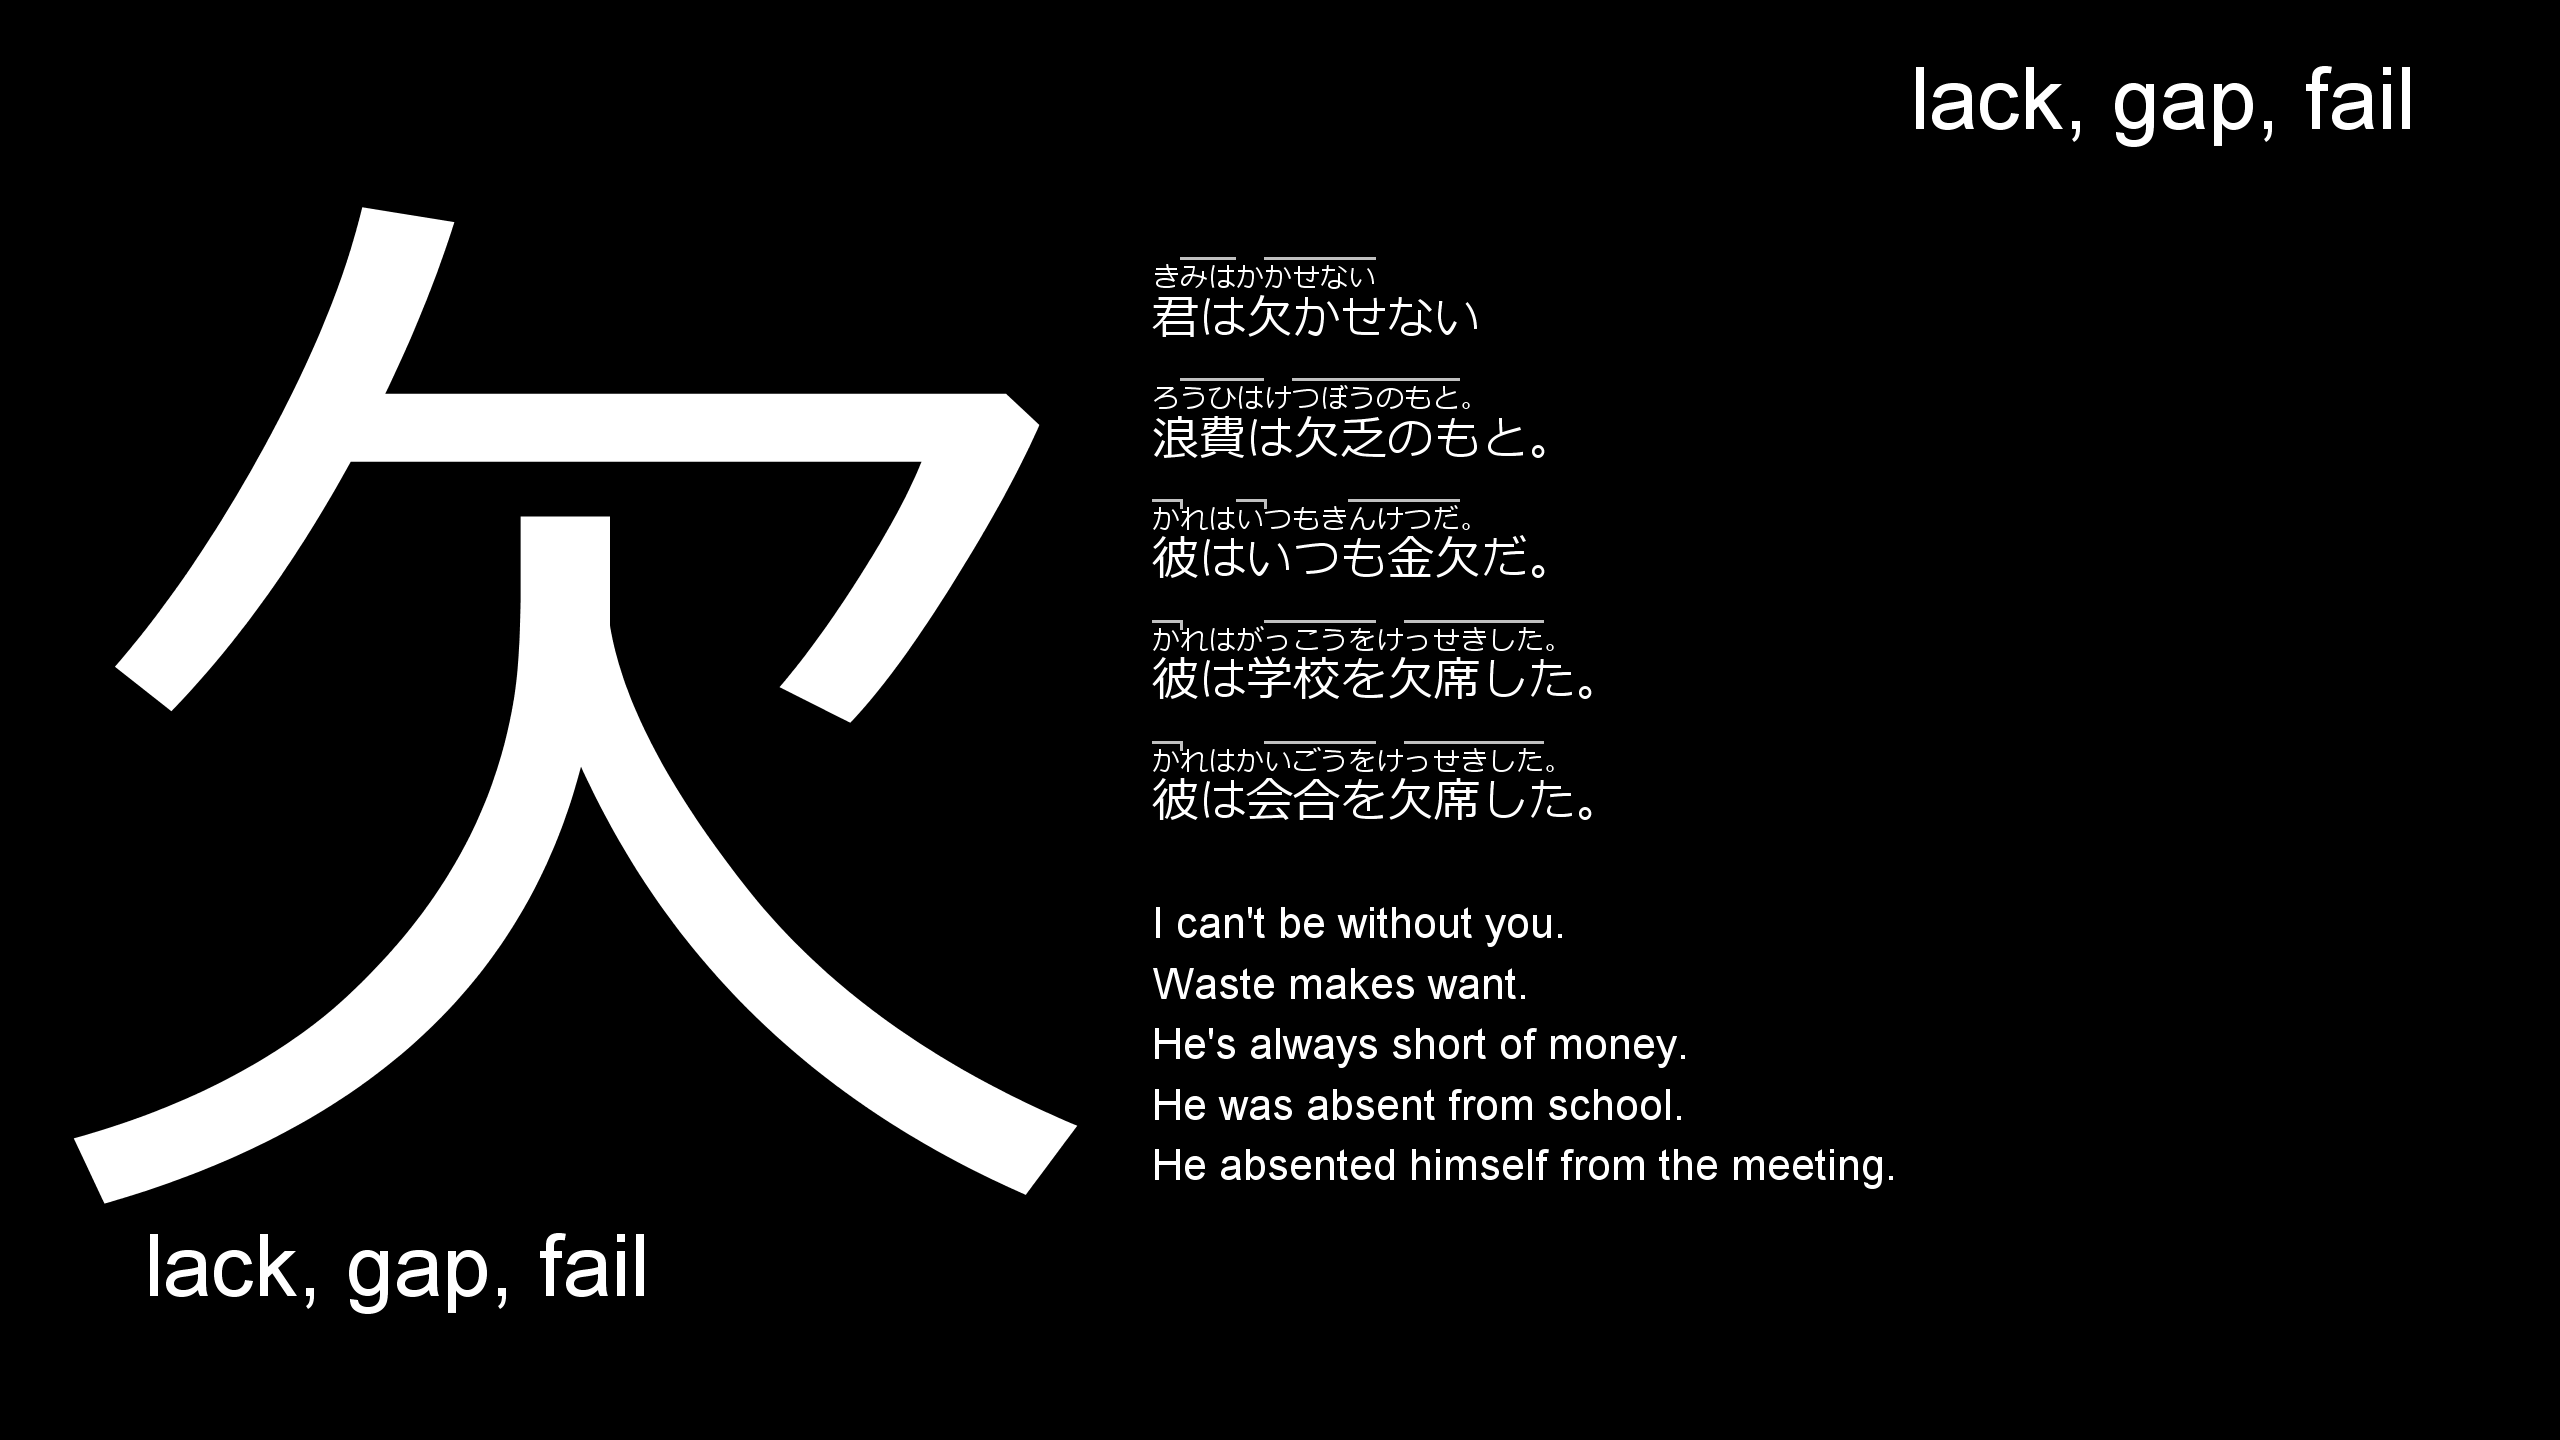 lack, gap, fail
欠
きみはかかせない
君は欠かせない
ろうひはけつぼうのもと。
浪費は欠乏のもと。
かれはいつもきんけつだ。
彼はいつも金欠だ。
かれはがっこうをけっせきした。
彼は学校を欠席した。
かれはかいごうをけっせきした。
彼は会合を欠席した。
I can't be without you.
Waste makes want.
He's always short of money.
He was absent from school.
He absented himself from the meeting.
lack, gap, fail